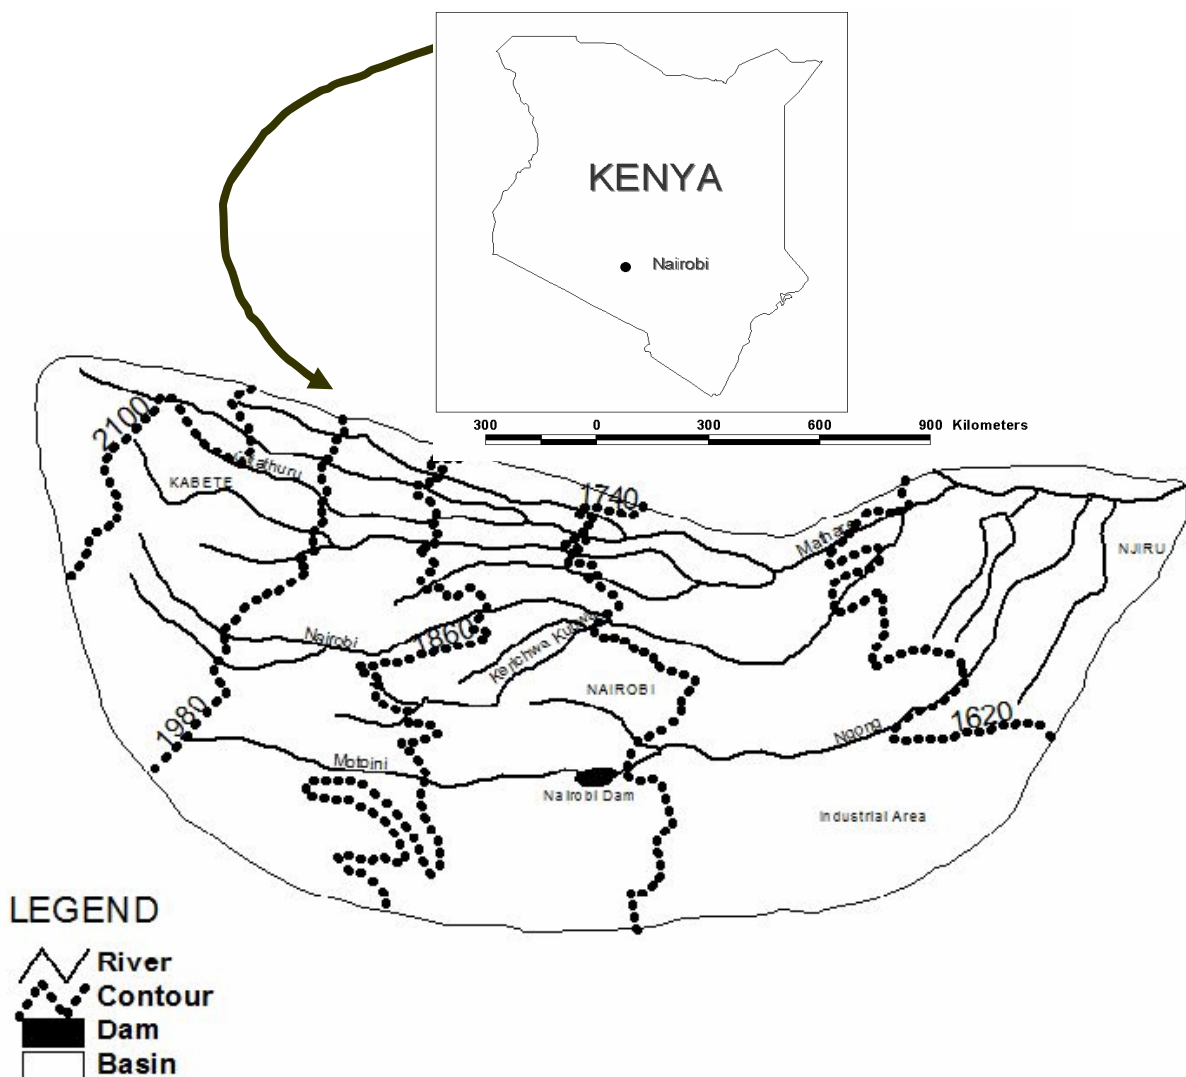 KENYA
Nairobi
300 0 300 600 900 Kilometers
2100
KABETE
1740
Mathare
NJIRU
Nairobi
1860
Kerichwa
NAIROBI
1980
Motoini
Ngong
1620
Nairobi Dam
Industrial Area
LEGEND
River
Contour
Dam
Basin